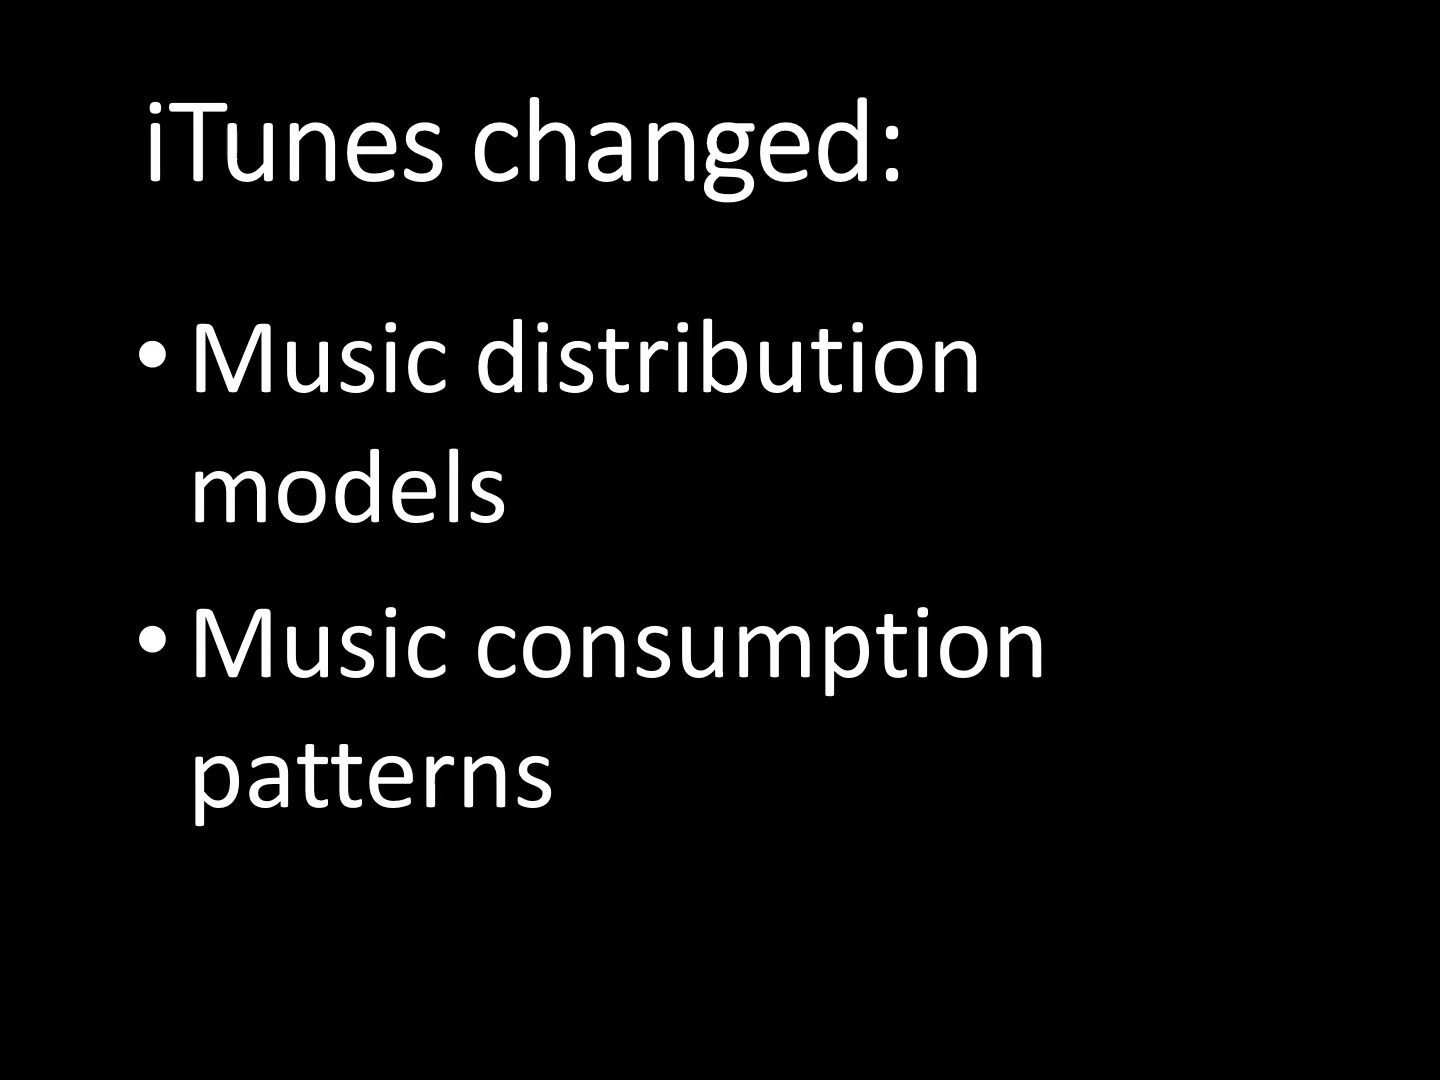 iTunes changed:
• Music distribution
models
• Music consumption
patterns